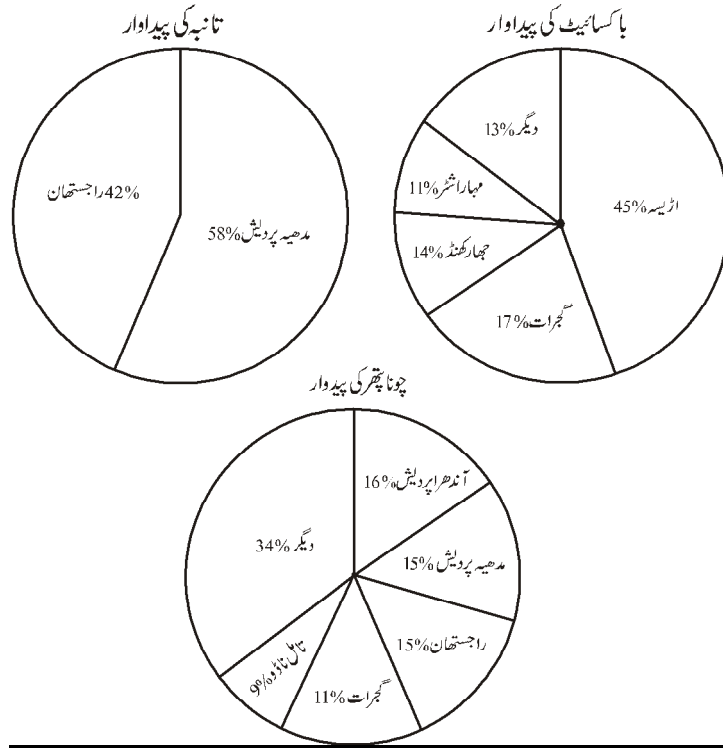 باکسائیٹ کی پیداوار
اڑیسہ 45%
گجرات 17%
جھارکھنڈ 14%
مہاراشٹر 11%
دیگر 13%
تانبہ کی پیداوار
مدھیہ پردیش 58%
راجستھان 42%
چونا پتھر کی پیدوار
آندھرا پردیش 16%
مدھیہ پردیش 15%
راجستھان 15%
گجرات 11%
تامل ناڈو 9%
دیگر 34%